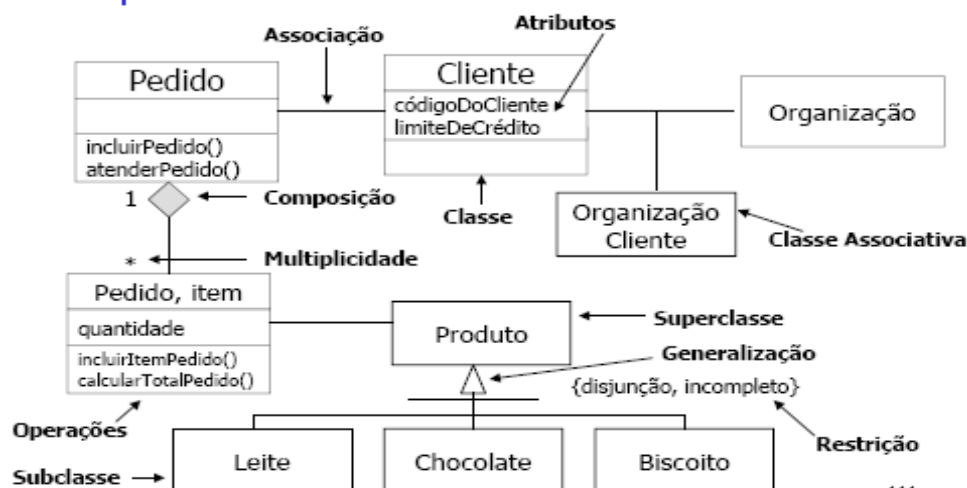 Atributos
Associação
Pedido
Cliente
códigoDoCliente
limiteDeCrédito
Organização
incluirPedido()
atenderPedido()
1
Composição
Classe
Organização
Cliente
Classe Associativa
*
Multiplicidade
Pedido, item
quantidade
incluirItemPedido()
calcularTotalPedido()
Produto
Superclasse
Generalização
{disjunção, incompleto}
Operações
Restrição
Subclasse
Leite
Chocolate
Biscoito